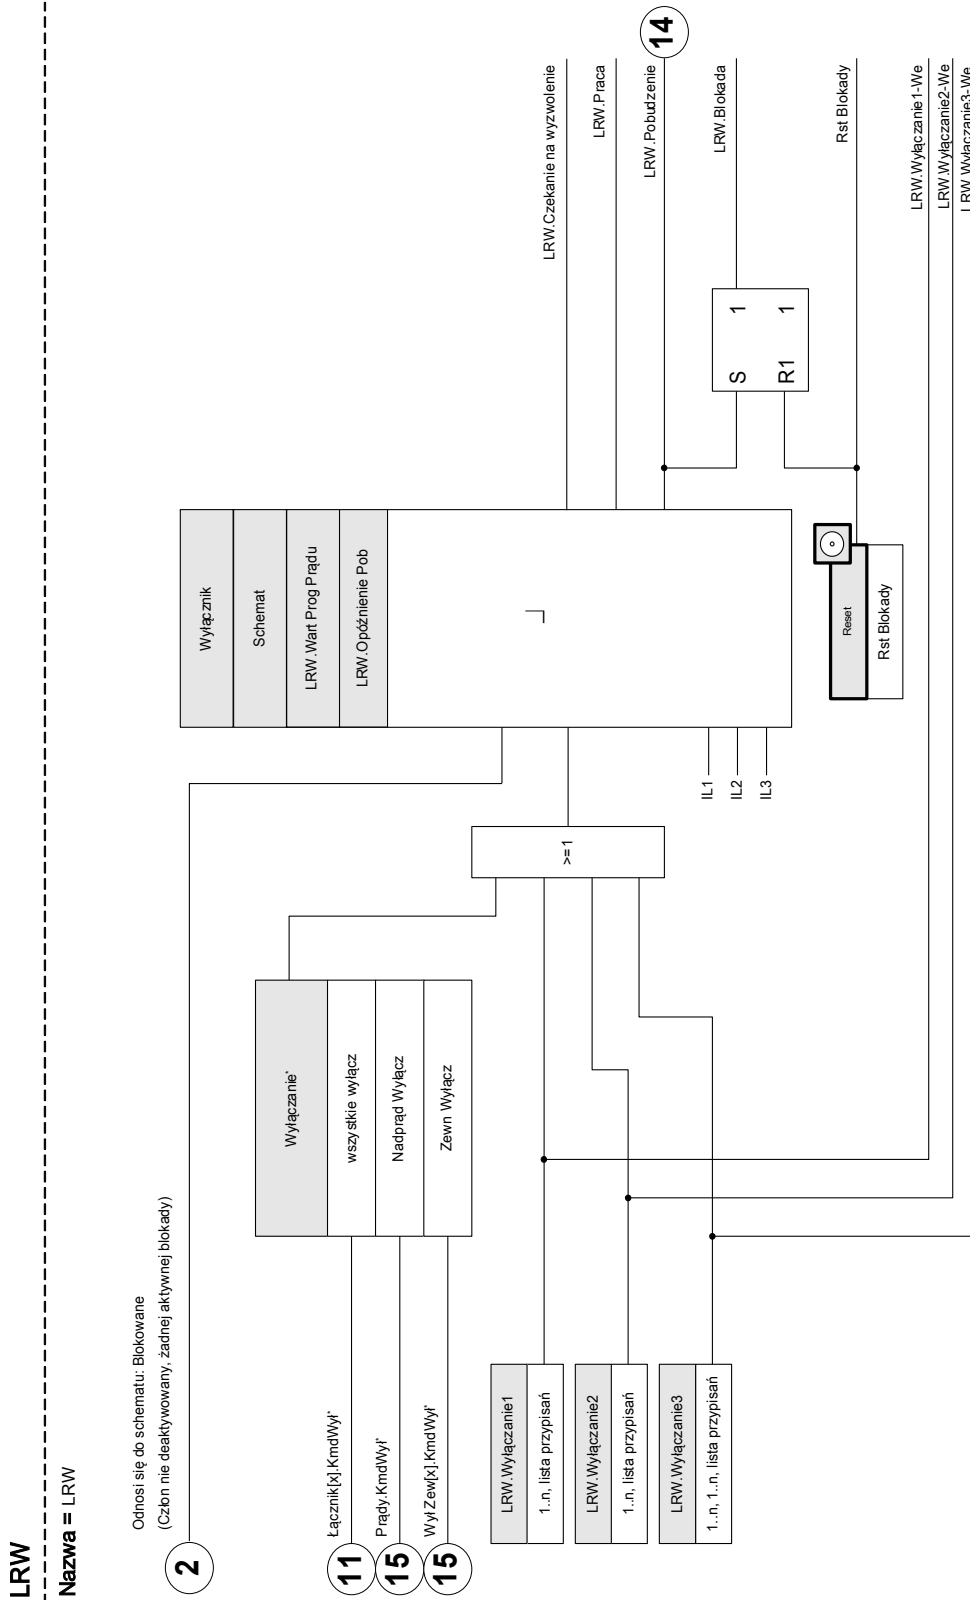 LRW
Nazwa = LRW
Odnosi się do schematu: Blokowane
(Człon nie deaktywowany, żadnej aktywnej blokady)
2
Łącznik[x].KmdWył*
11
Prądy.KmdWył*
15
WyłZew[x].KmdWył*
15
Wyłączanie*
wszystkie wyłącz
Nadprąd Wyłącz
Zewn Wyłącz
LRW.Wyłączanie1
1..n, lista przypisań
LRW.Wyłączanie2
1..n, lista przypisań
LRW.Wyłączanie3
1..n, 1..n, lista przypisań
>=1
IL1
IL2
IL3
Wyłącznik
Schemat
LRW.Wart Prog Prądu
LRW.Opóźnienie Pob
Reset
Rst Blokady
S 1
R1 1
LRW.Czekanie na wyzwolenie
LRW.Praca
LRW.Pobudzenie
14
LRW.Blokada
Rst Blokady
LRW.Wyłączanie1-We
LRW.Wyłączanie2-We
LRW.Wyłączanie3-We